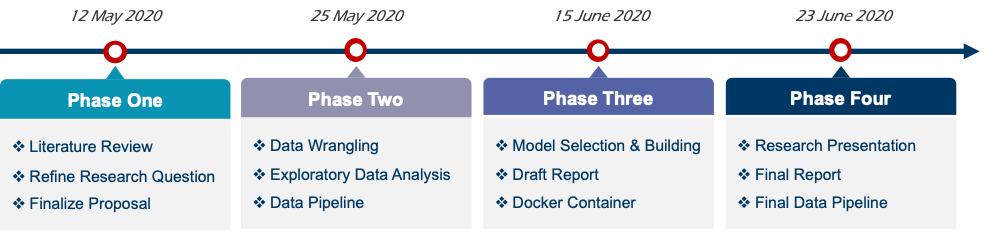 12 May 2020
25 May 2020
15 June 2020
23 June 2020
Phase One
❖ Literature Review
❖ Refine Research Question
❖ Finalize Proposal
Phase Two
❖ Data Wrangling
❖ Exploratory Data Analysis
❖ Data Pipeline
Phase Three
❖ Model Selection & Building
❖ Draft Report
❖ Docker Container
Phase Four
❖ Research Presentation
❖ Final Report
❖ Final Data Pipeline